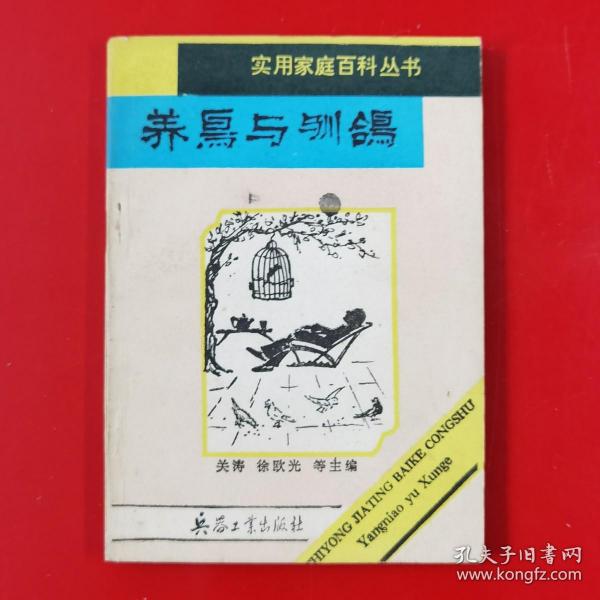 实用家庭百科丛书
养鳥与驯鴿
关涛 徐欧光 等主编
兵器工业出版社
SHIYONG JIATING BAIKE CONGSHU
Yangniao yu Xunge
孔夫子旧书网
www.kongfz.com